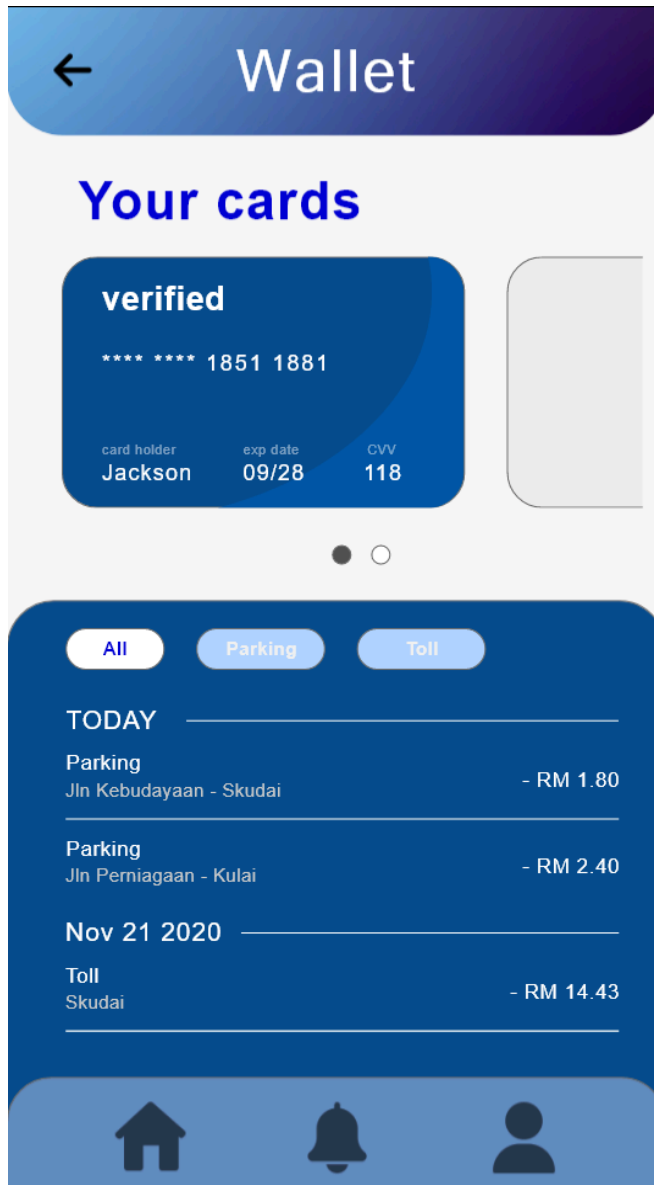 Wallet
Your cards
verified
**** **** 1851 1881
card holder exp date CVV
Jackson 09/28 118
All Parking Toll
TODAY
Parking
Jln Kebudayaan - Skudai - RM 1.80
Parking
Jln Perniagaan - Kulai - RM 2.40
Nov 21 2020
Toll
Skudai - RM 14.43